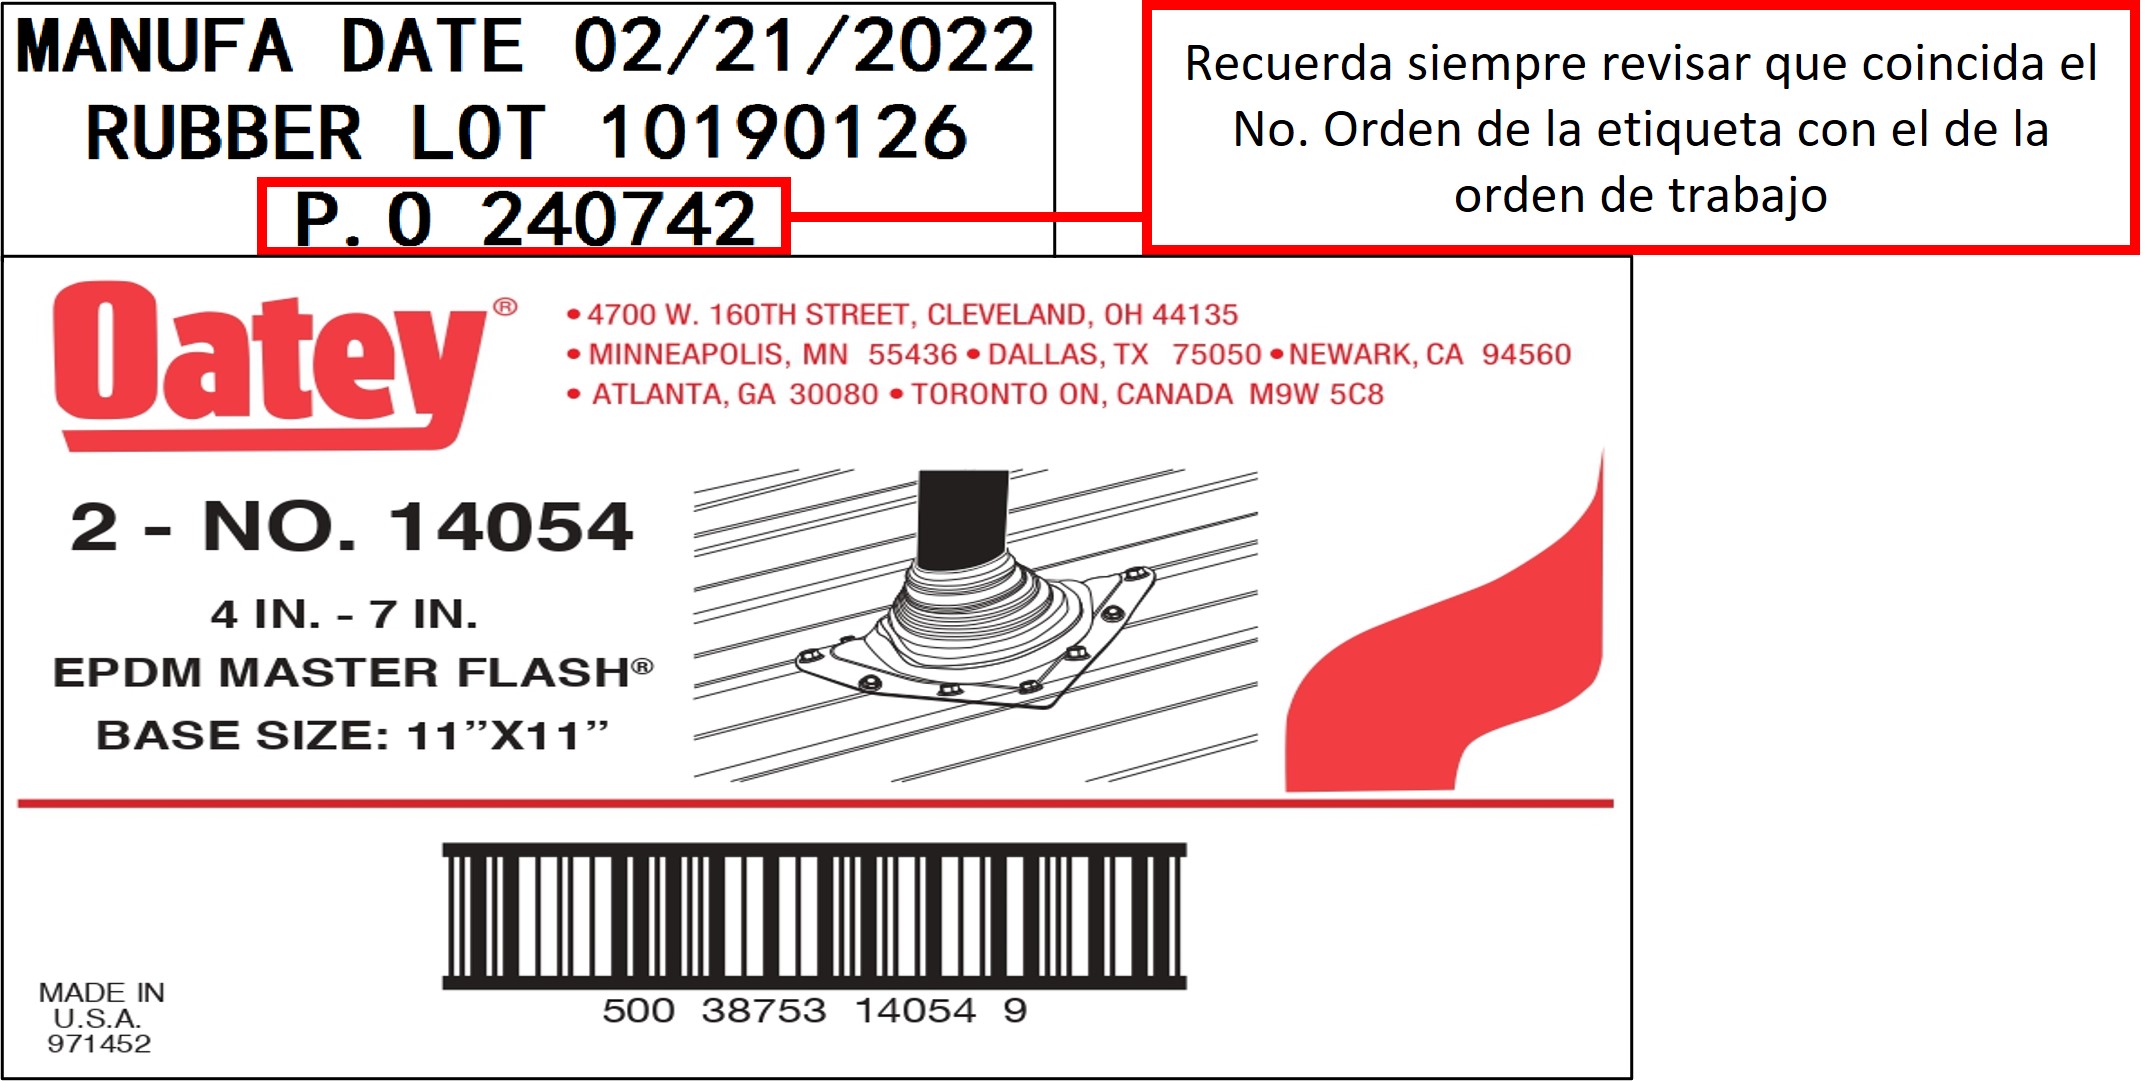 MANUFA DATE 02/21/2022
RUBBER LOT 10190126
P.O 240742
Recuerda siempre revisar que coincida el
No. Orden de la etiqueta con el de la
orden de trabajo
Oatey®
• 4700 W. 160TH STREET, CLEVELAND, OH 44135
• MINNEAPOLIS, MN 55436 • DALLAS, TX 75050 • NEWARK, CA 94560
• ATLANTA, GA 30080 • TORONTO ON, CANADA M9W 5C8
2 - NO. 14054
4 IN. - 7 IN.
EPDM MASTER FLASH®
BASE SIZE: 11”X11”
500 38753 14054 9
MADE IN
U.S.A.
971452